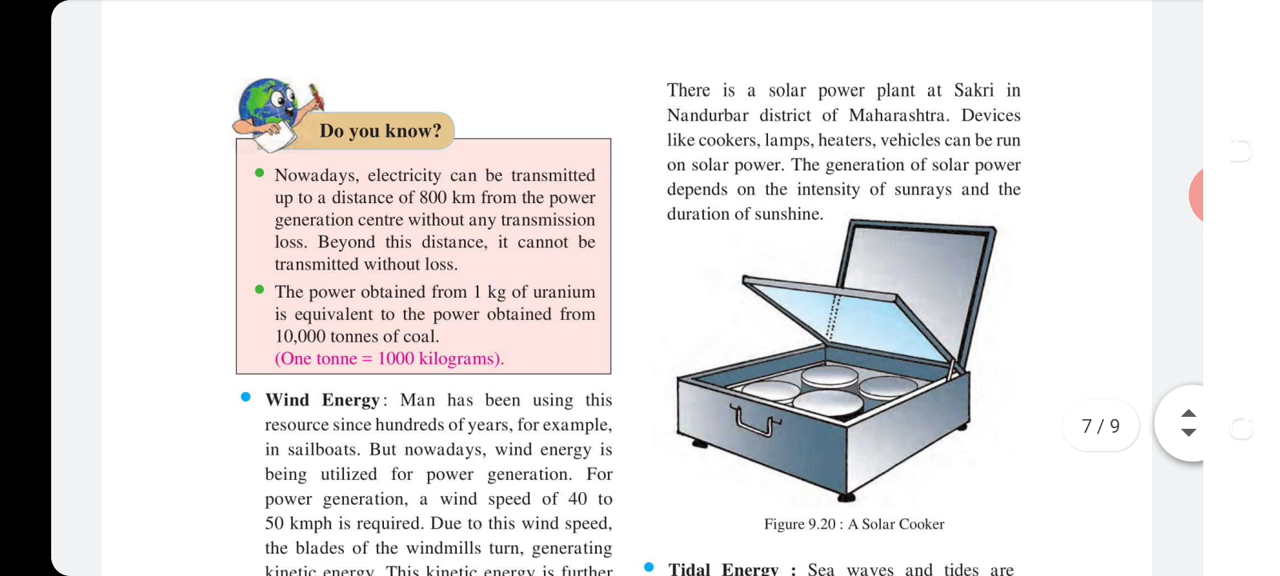 Do you know?
Nowadays, electricity can be transmitted
up to a distance of 800 km from the power
generation centre without any transmission
loss. Beyond this distance, it cannot be
transmitted without loss.
The power obtained from 1 kg of uranium
is equivalent to the power obtained from
10,000 tonnes of coal.
(One tonne = 1000 kilograms).
Wind Energy: Man has been using this
resource since hundreds of years, for example,
in sailboats. But nowadays, wind energy is
being utilized for power generation. For
power generation, a wind speed of 40 to
50 kmph is required. Due to this wind speed,
the blades of the windmills turn, generating
kinetic energy. This kinetic energy is further
There is a solar power plant at Sakri in
Nandurbar district of Maharashtra. Devices
like cookers, lamps, heaters, vehicles can be run
on solar power. The generation of solar power
depends on the intensity of sunrays and the
duration of sunshine.
Figure 9.20 : A Solar Cooker
Tidal Energy : Sea waves and tides are
7 / 9